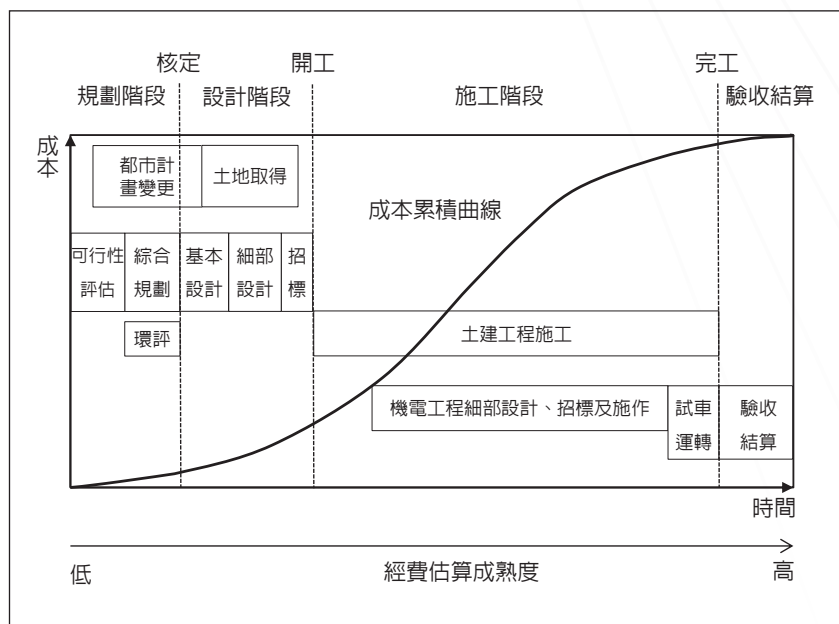 核定
開工
完工
規劃階段
設計階段
施工階段
驗收結算
成本
都市計
畫變更
土地取得
成本累積曲線
可行性
評估
綜合
規劃
基本
設計
細部
設計
招
標
環評
土建工程施工
機電工程細部設計、招標及施作
試車
運轉
驗收
結算
時間
低
經費估算成熟度
高